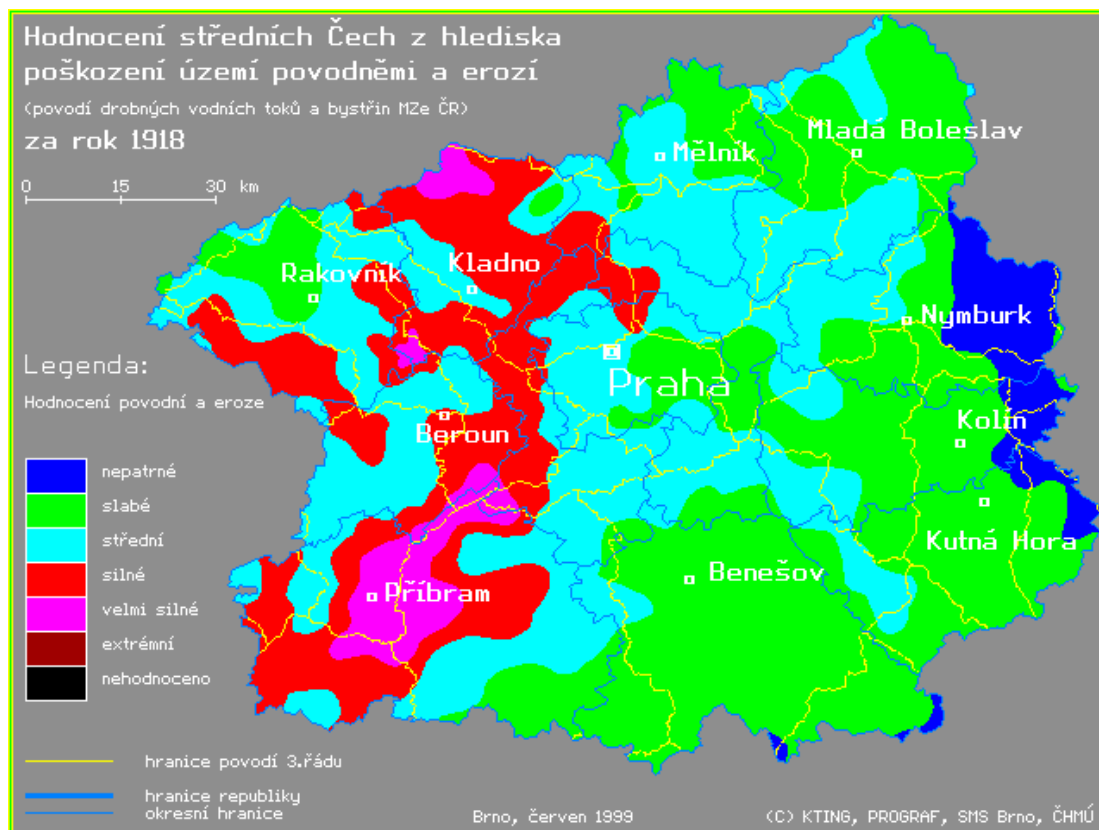 Hodnocení středních Čech z hlediska
poškození území povodněmi a erozí
(povodí drobných vodních toků a bystřin MZe ČR)
za rok 1918
0 15 30 km
Mladá Boleslav
Mělník
Kladno
Rakovník
Nymburk
Praha
Beroun
Kolín
Kutná Hora
Benešov
Příbram
Legenda:
Hodnocení povodní a eroze
nepatrné
slabé
střední
silné
velmi silné
extrémní
nehodnoceno
hranice povodí 3.řádu
hranice republiky
okresní hranice
Brno, červen 1999
(C) KTING, PROGRAF, SMS Brno, ČHMÚ